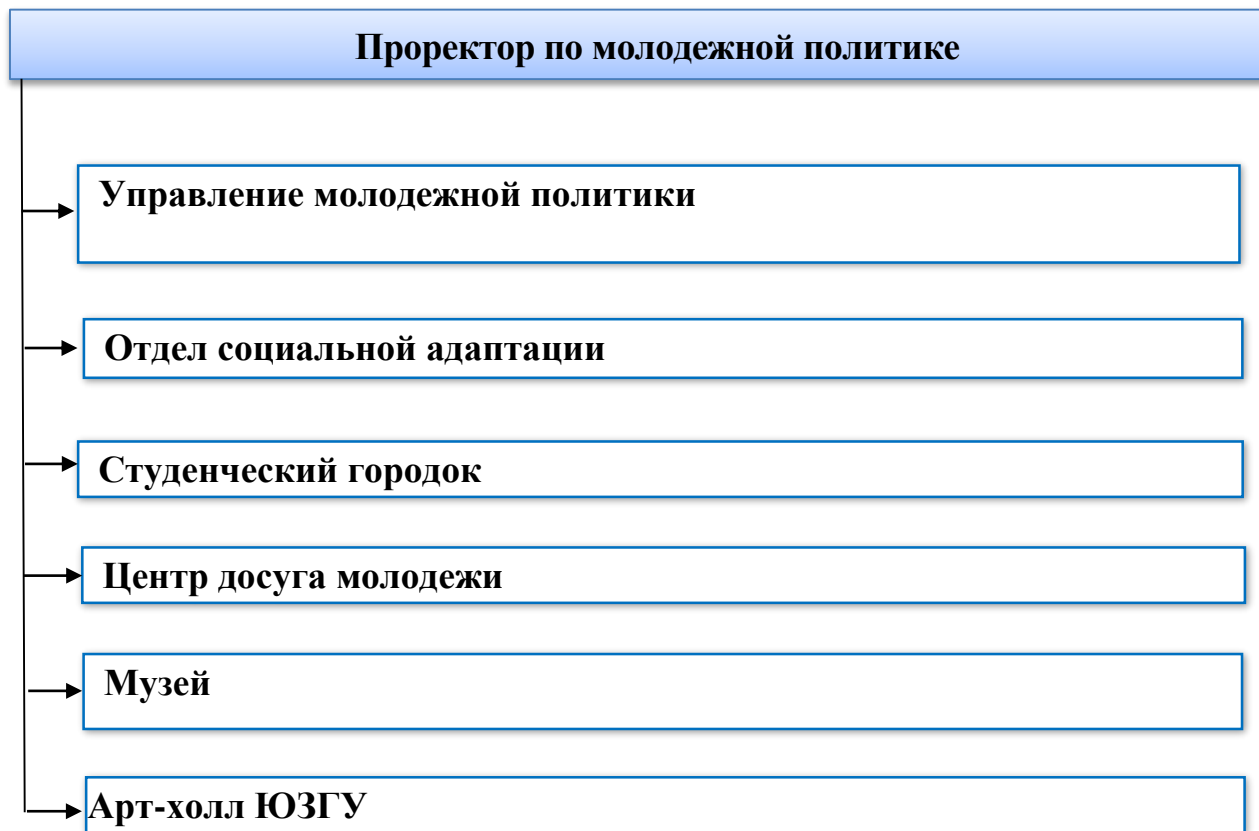 Проректор по молодежной политике
Управление молодежной политики
Отдел социальной адаптации
Студенческий городок
Центр досуга молодежи
Музей
Арт-холл ЮЗГУ